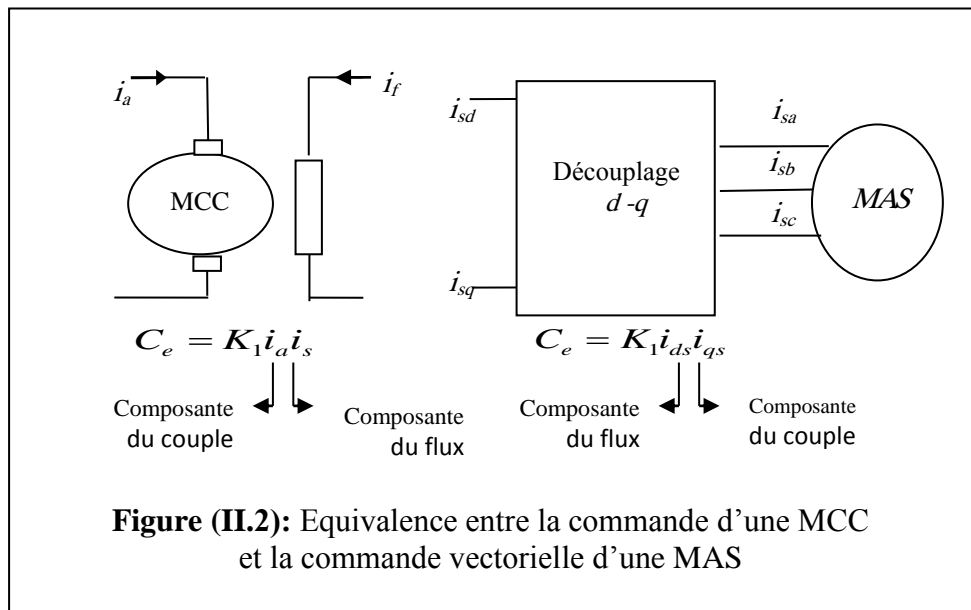 i_a
i_f
MCC
C_e = K_1 i_a i_s
Composante
du couple
Composante
du flux
i_sd
i_sq
Découplage
d -q
i_sa
i_sb
i_sc
MAS
C_e = K_1 i_ds i_qs
Composante
du flux
Composante
du couple
Figure (II.2): Equivalence entre la commande d’une MCC
et la commande vectorielle d’une MAS